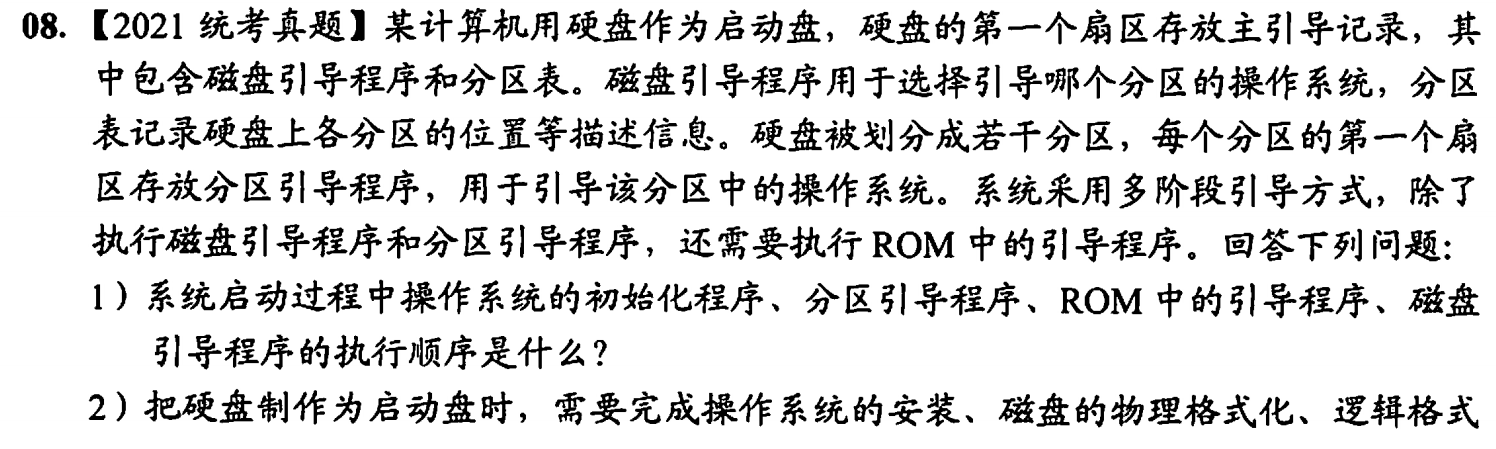 08.【2021 统考真题】某计算机用硬盘作为启动盘，硬盘的第一个扇区存放主引导记录，其
中包含磁盘引导程序和分区表。磁盘引导程序用于选择引导哪个分区的操作系统，分区
表记录硬盘上各分区的位置等描述信息。硬盘被划分成若干分区，每个分区的第一个扇
区存放分区引导程序，用于引导该分区中的操作系统。系统采用多阶段引导方式，除了
执行磁盘引导程序和分区引导程序，还需要执行 ROM 中的引导程序。回答下列问题：
1）系统启动过程中操作系统的初始化程序、分区引导程序、ROM 中的引导程序、磁盘
引导程序的执行顺序是什么？
2）把硬盘制作为启动盘时，需要完成操作系统的安装、磁盘的物理格式化、逻辑格式